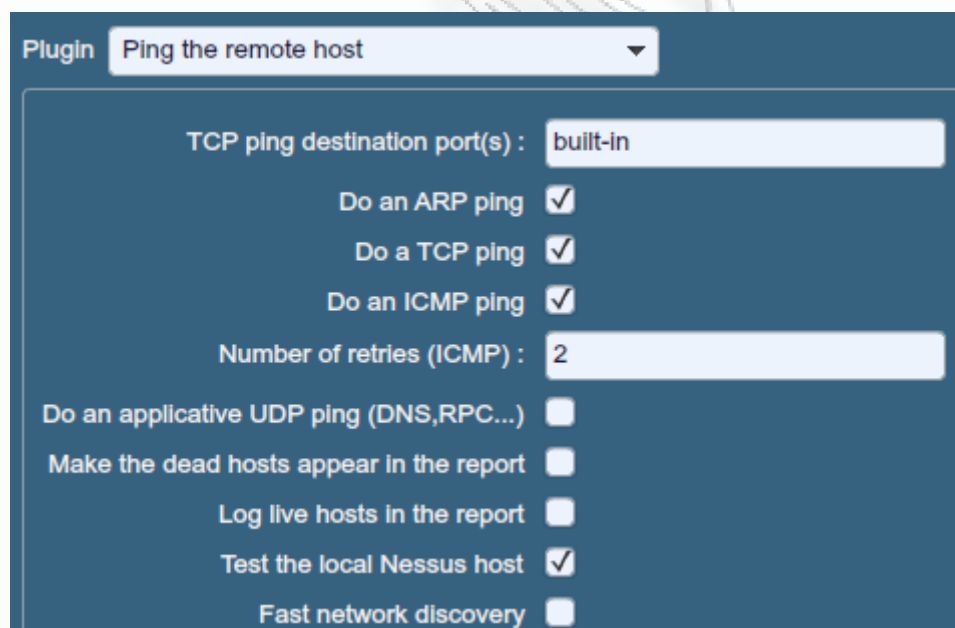 Plugin Ping the remote host
TCP ping destination port(s) : built-in
Do an ARP ping
Do a TCP ping
Do an ICMP ping
Number of retries (ICMP) : 2
Do an applicative UDP ping (DNS,RPC...)
Make the dead hosts appear in the report
Log live hosts in the report
Test the local Nessus host
Fast network discovery